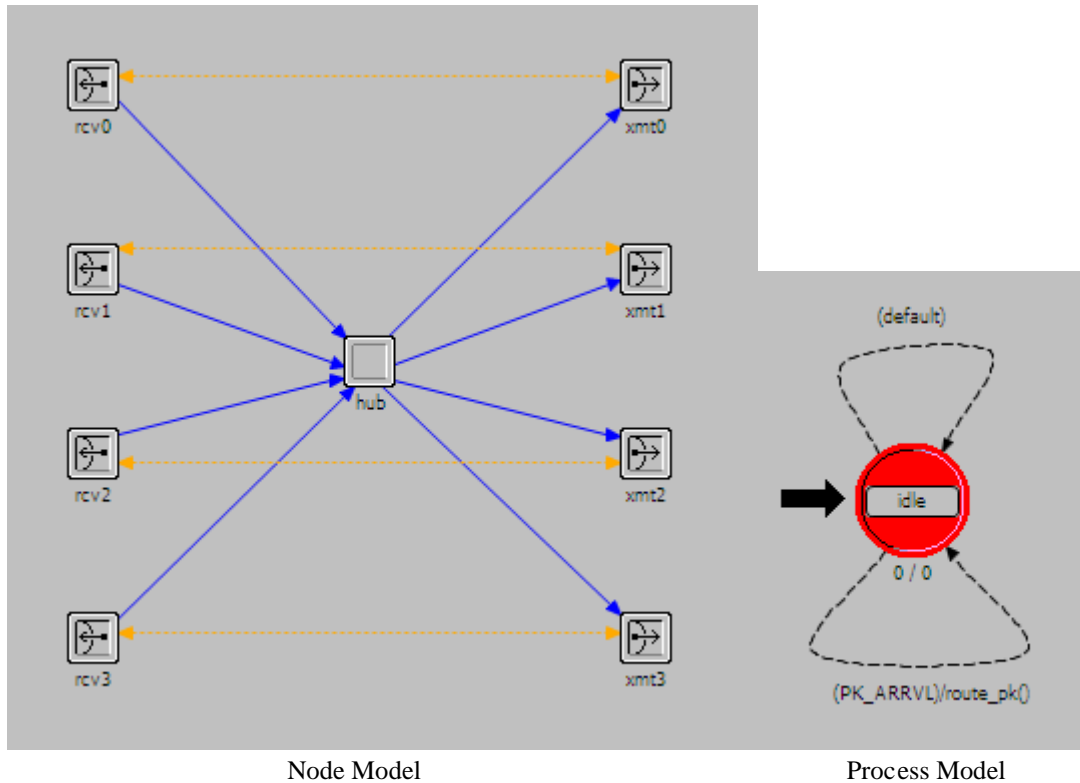 rcv0
xmt0
rcv1
xmt1
hub
rcv2
xmt2
rcv3
xmt3
(default)
idle
0 / 0
(PK_ARRVL)/route_pk()
Node Model
Process Model